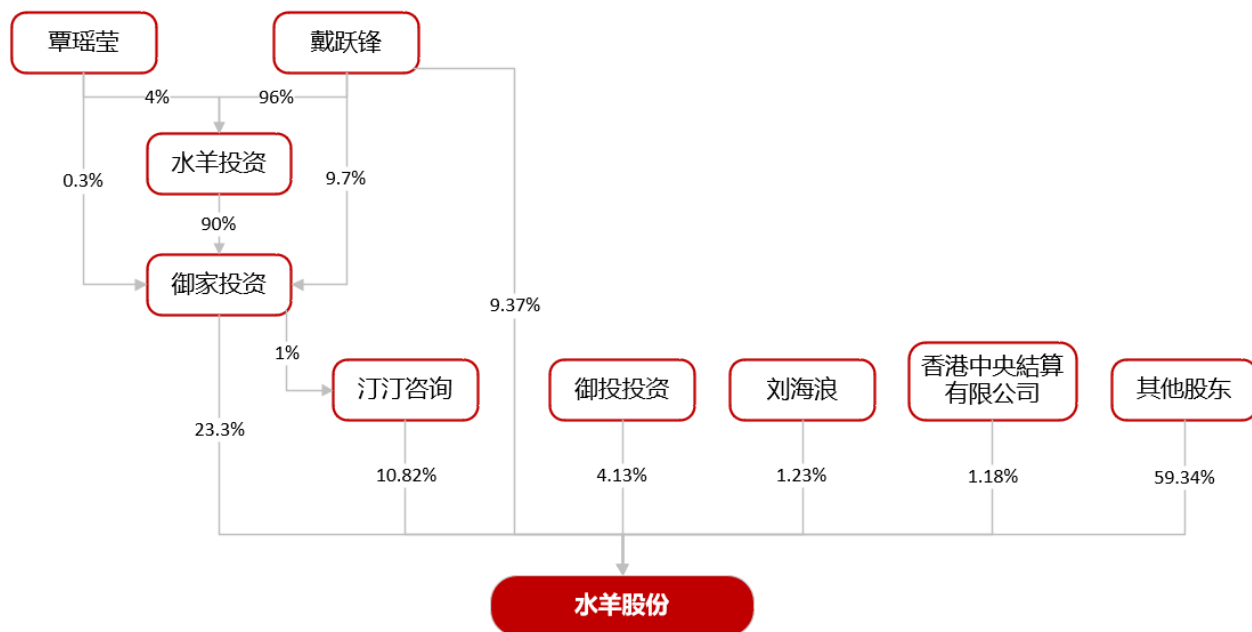 覃瑶莹
戴跃锋
4%
96%
水羊投资
0.3%
9.7%
90%
御家投资
9.37%
1%
汀汀咨询
御投投资
刘海浪
香港中央結算
有限公司
其他股东
23.3%
10.82%
4.13%
1.23%
1.18%
59.34%
水羊股份